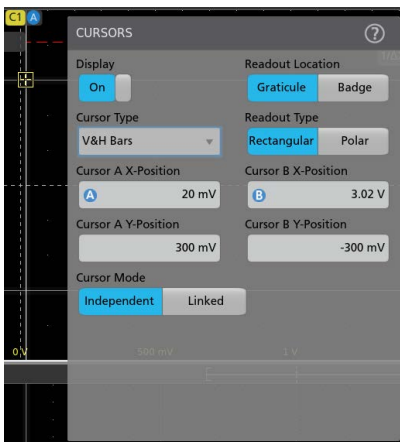 C1 A
CURSORS ?
Display Readout Location
On Graticule Badge
Cursor Type Readout Type
V&H Bars Rectangular Polar
Cursor A X-Position Cursor B X-Position
A 20 mV B 3.02 V
Cursor A Y-Position Cursor B Y-Position
300 mV -300 mV
Cursor Mode
Independent Linked
0 V 500 mV 1 V